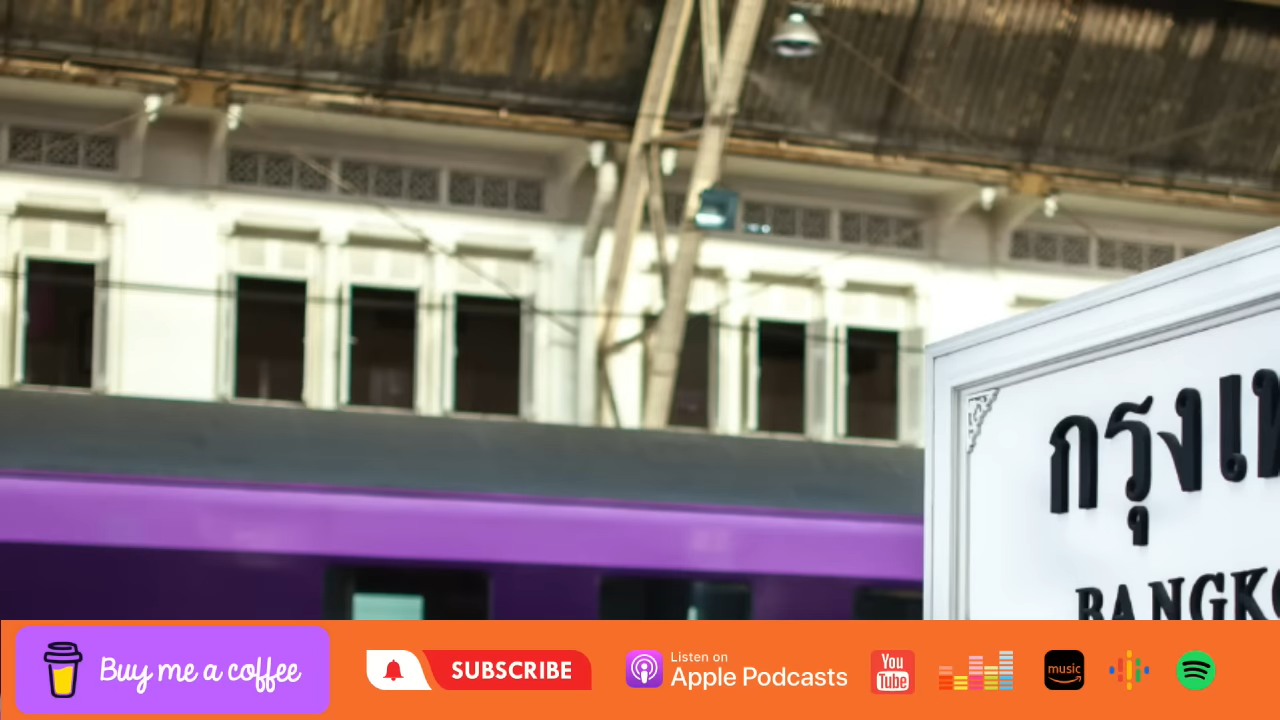 กรุงเ
BANGK
Buy me a coffee
SUBSCRIBE
Listen on
Apple Podcasts
You
Tube
music